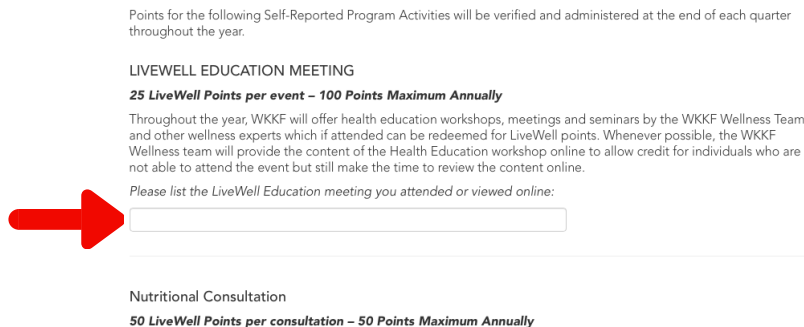 Points for the following Self-Reported Program Activities will be verified and administered at the end of each quarter
throughout the year.
LIVEWELL EDUCATION MEETING
25 LiveWell Points per event – 100 Points Maximum Annually
Throughout the year, WKKF will offer health education workshops, meetings and seminars by the WKKF Wellness Team
and other wellness experts which if attended can be redeemed for LiveWell points. Whenever possible, the WKKF
Wellness team will provide the content of the Health Education workshop online to allow credit for individuals who are
not able to attend the event but still make the time to review the content online.
Please list the LiveWell Education meeting you attended or viewed online:
Nutritional Consultation
50 LiveWell Points per consultation – 50 Points Maximum Annually